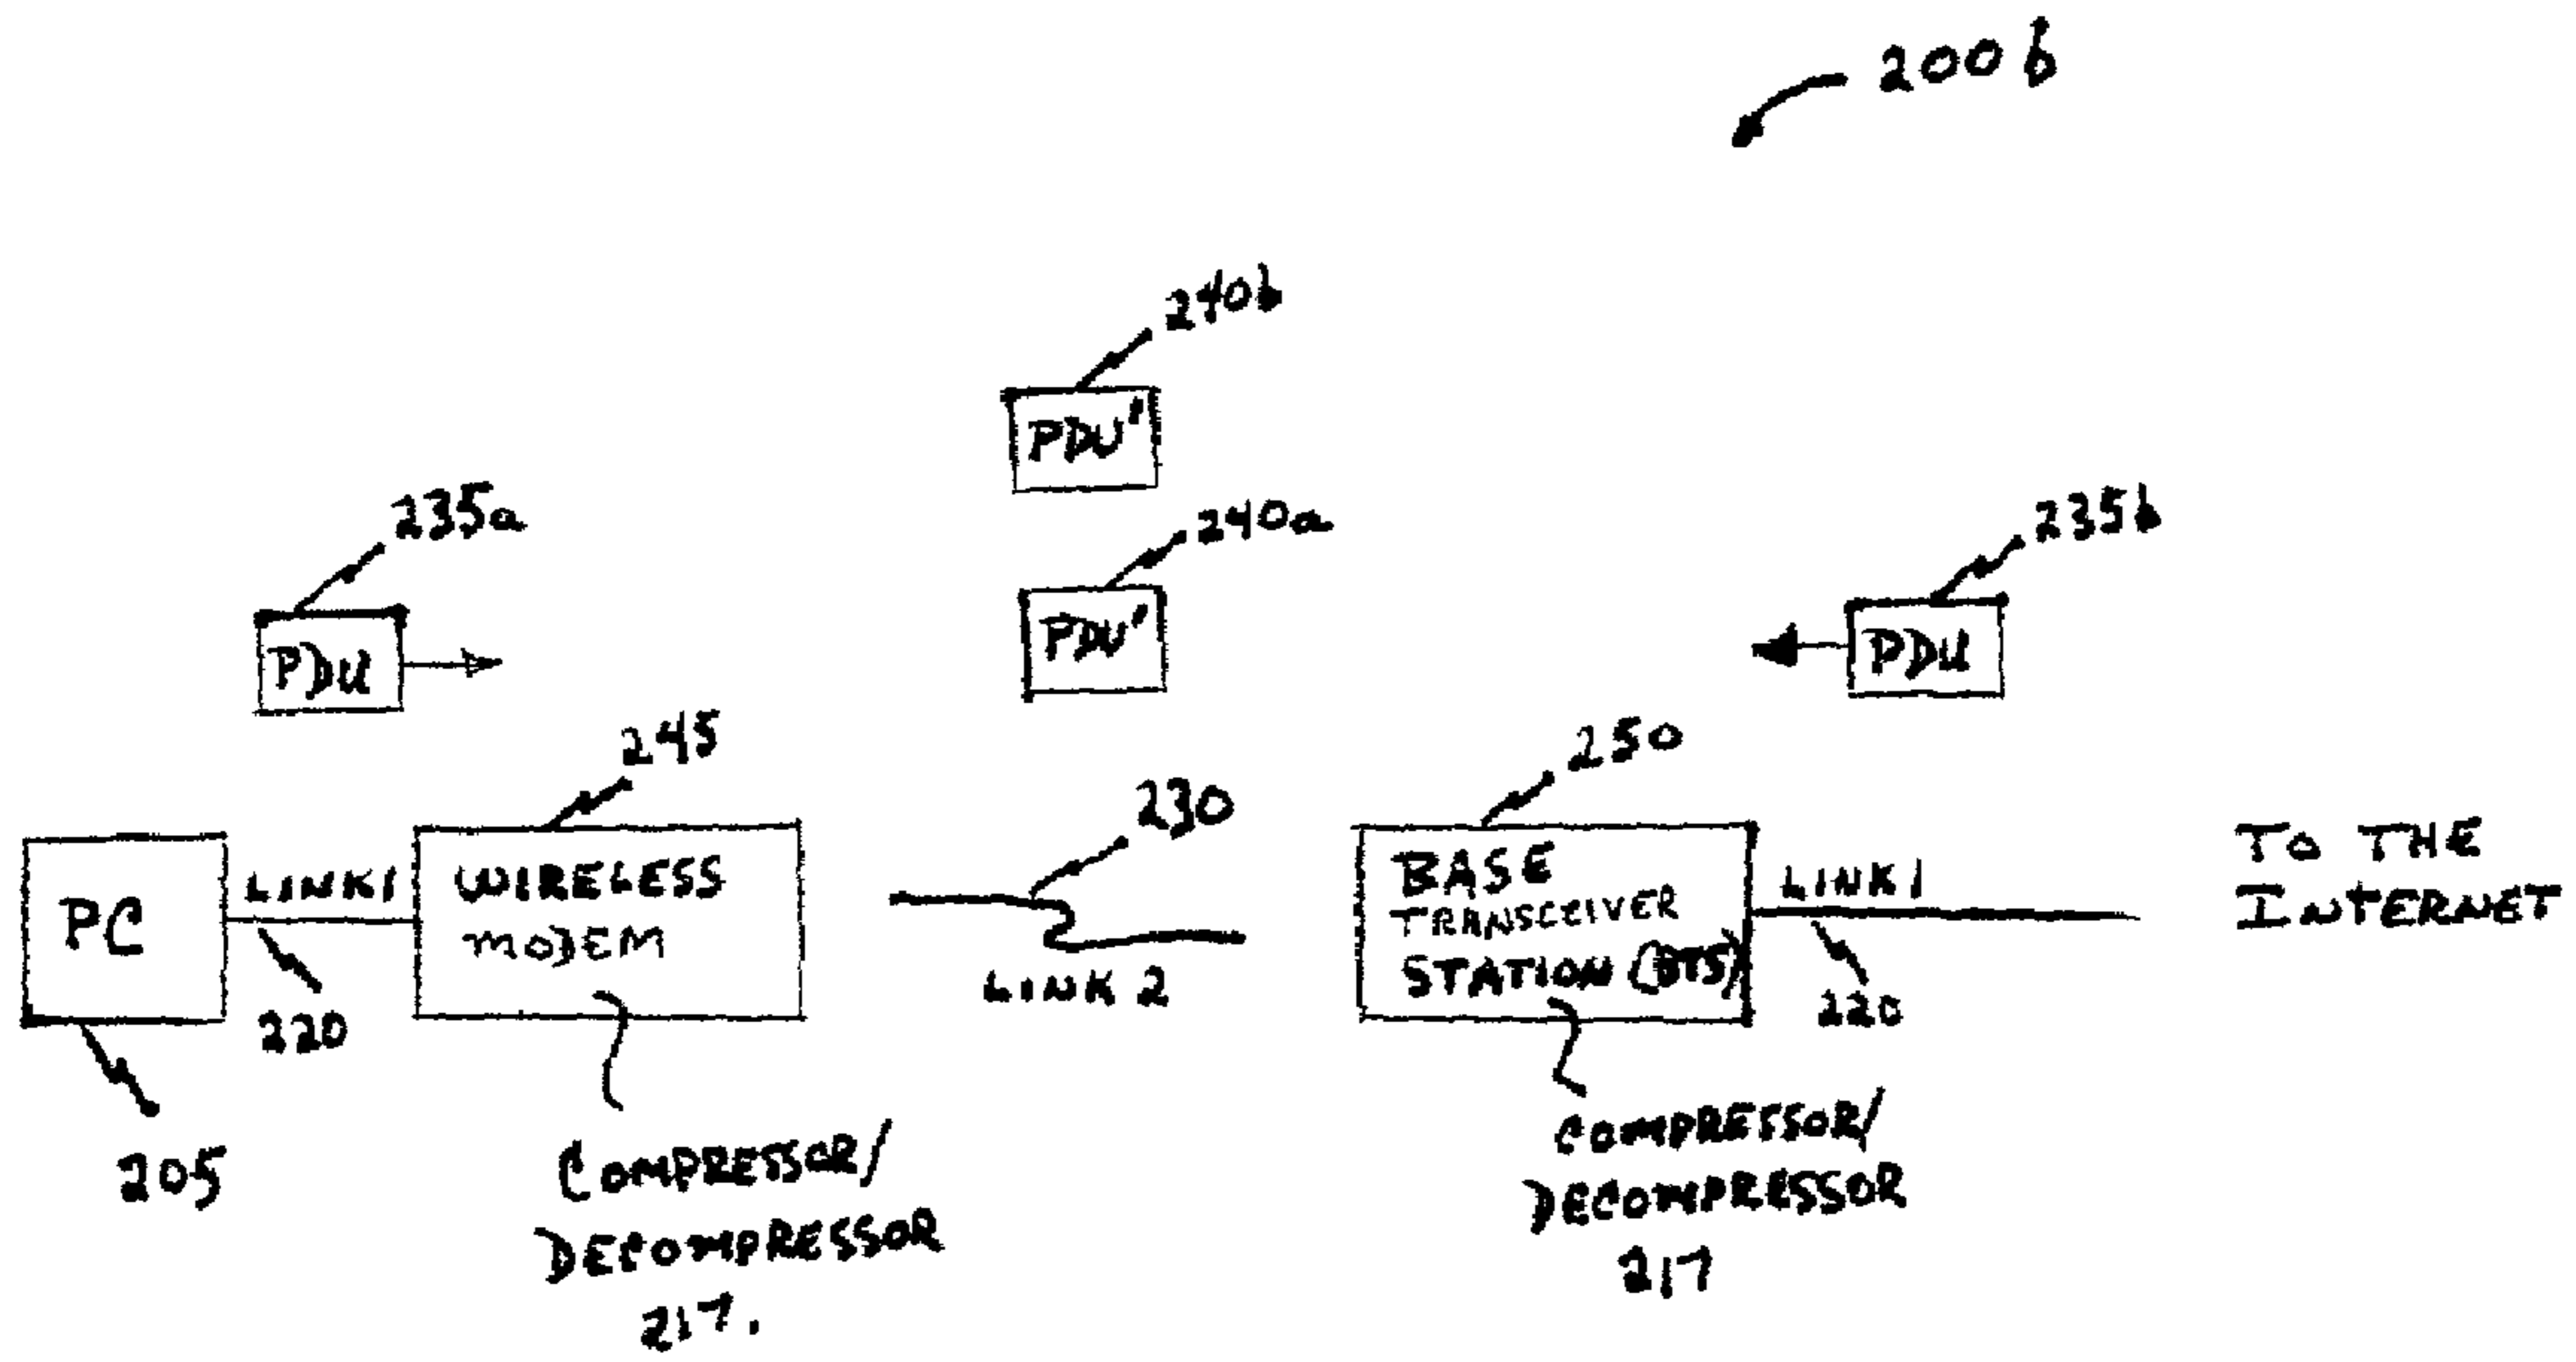 200b
240b
PDU'
235a
240a
235b
PDU
PDU'
PDU
245
250
230
PC
LINK1
WIRELESS
MODEM
LINK 2
BASE
TRANSCEIVER
STATION (BTS)
LINK1
TO THE
INTERNET
220
220
205
COMPRESSOR/
DECOMPRESSOR
217.
COMPRESSOR/
DECOMPRESSOR
217